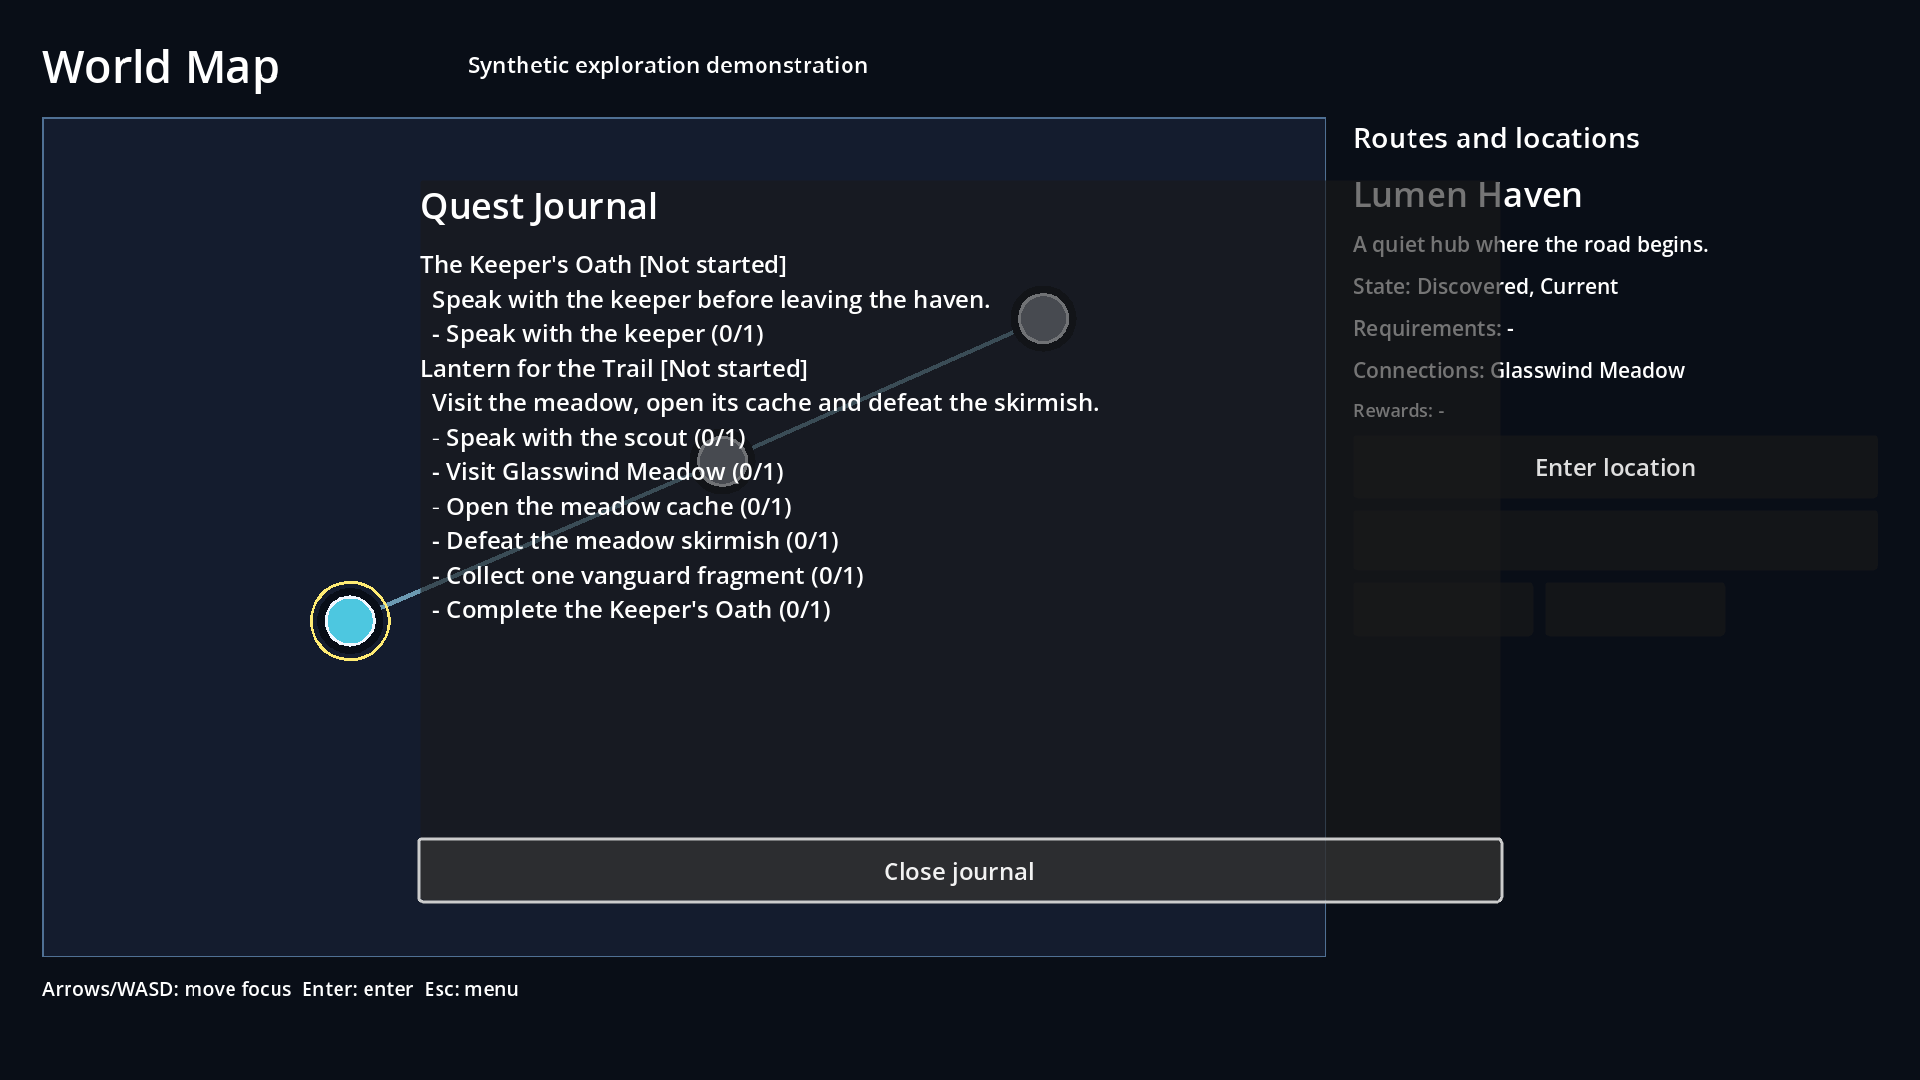 World Map
Synthetic exploration demonstration
Quest Journal
The Keeper's Oath [Not started]
Speak with the keeper before leaving the haven.
- Speak with the keeper (0/1)
Lantern for the Trail [Not started]
Visit the meadow, open its cache and defeat the skirmish.
- Speak with the scout (0/1)
- Visit Glasswind Meadow (0/1)
- Open the meadow cache (0/1)
- Defeat the meadow skirmish (0/1)
- Collect one vanguard fragment (0/1)
- Complete the Keeper's Oath (0/1)
Close journal
Routes and locations
Lumen Haven
A quiet hub where the road begins.
State: Discovered, Current
Requirements: -
Connections: Glasswind Meadow
Rewards: -
Enter location
Arrows/WASD: move focus  Enter: enter  Esc: menu